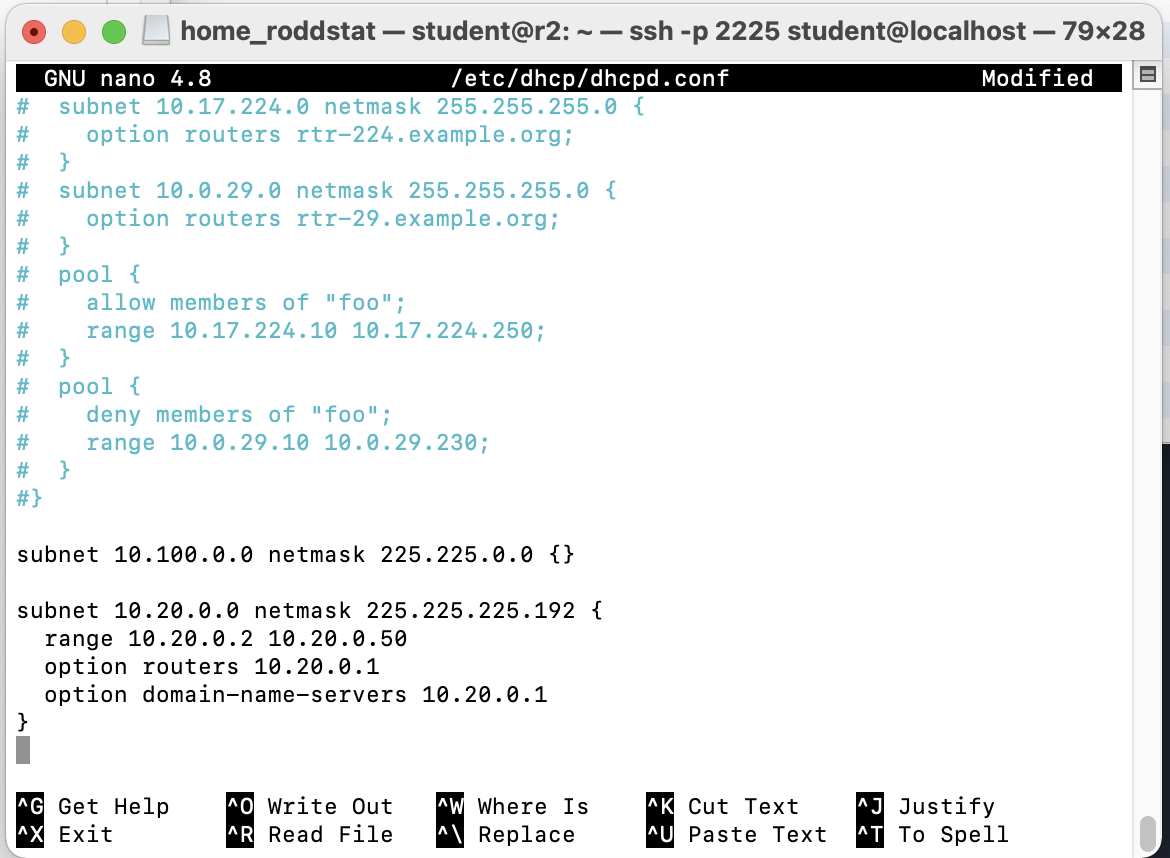 home_roddstat — student@r2: ~ — ssh -p 2225 student@localhost — 79×28
GNU nano 4.8 /etc/dhcp/dhcpd.conf Modified
#  subnet 10.17.224.0 netmask 255.255.255.0 {
#    option routers rtr-224.example.org;
#  }
#  subnet 10.0.29.0 netmask 255.255.255.0 {
#    option routers rtr-29.example.org;
#  }
#  pool {
#    allow members of "foo";
#    range 10.17.224.10 10.17.224.250;
#  }
#  pool {
#    deny members of "foo";
#    range 10.0.29.10 10.0.29.230;
#  }
#}
subnet 10.100.0.0 netmask 225.225.0.0 {}
subnet 10.20.0.0 netmask 225.225.225.192 {
  range 10.20.0.2 10.20.0.50
  option routers 10.20.0.1
  option domain-name-servers 10.20.0.1
}
^G Get Help ^O Write Out ^W Where Is ^K Cut Text ^J Justify
^X Exit ^R Read File ^\ Replace ^U Paste Text ^T To Spell